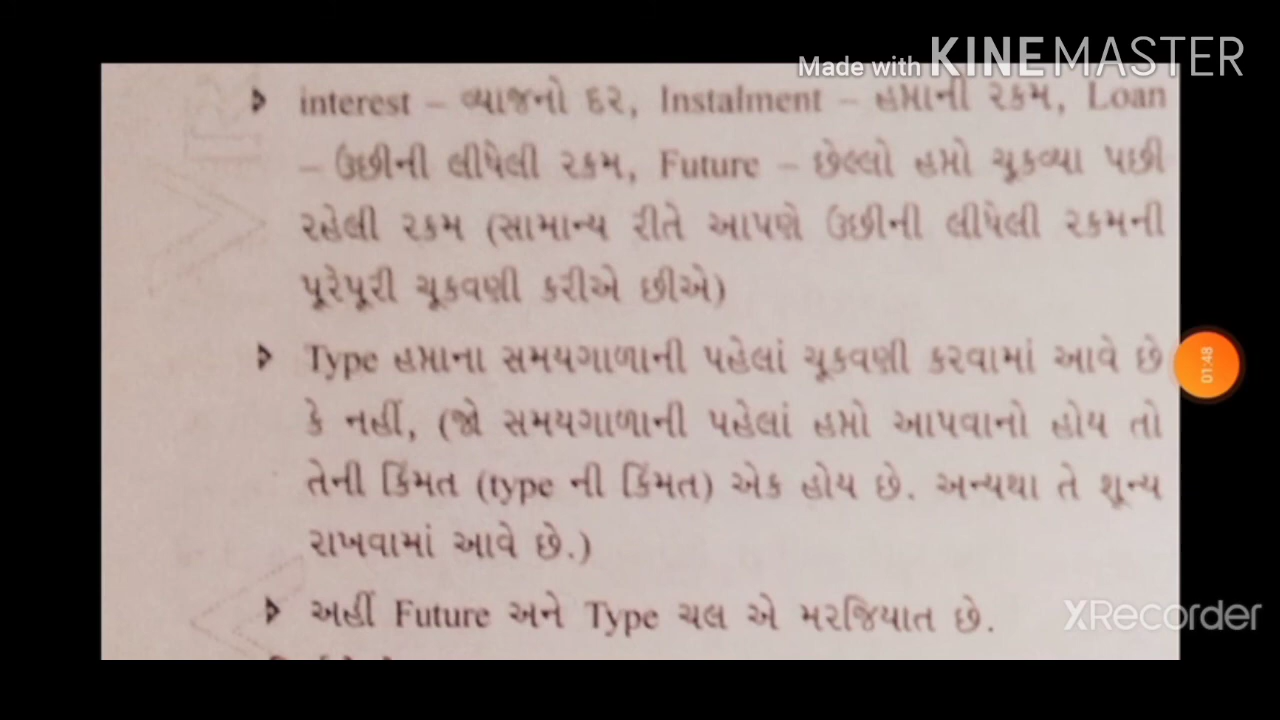 Made with KINEMASTER
interest – વ્યાજનો દર, Instalment – હપ્તાની રકમ, Loan
– ઉછીની લીધેલી રકમ, Future – છેલ્લો હપ્તો ચૂકવ્યા પછી
રહેલી રકમ (સામાન્ય રીતે આપણે ઉછીની લીધેલી રકમની
પૂરેપૂરી ચૂકવણી કરીએ છીએ)
Type હપ્તાના સમયગાળાની પહેલાં ચૂકવણી કરવામાં આવે છે
કે નહીં, (જો સમયગાળાની પહેલાં હપ્તો આપવાનો હોય તો
તેની કિંમત (type ની કિંમત) એક હોય છે. અન્યથા તે શૂન્ય
રાખવામાં આવે છે.)
અહીં Future અને Type ચલ એ મરજિયાત છે.
01:48
XRecorder